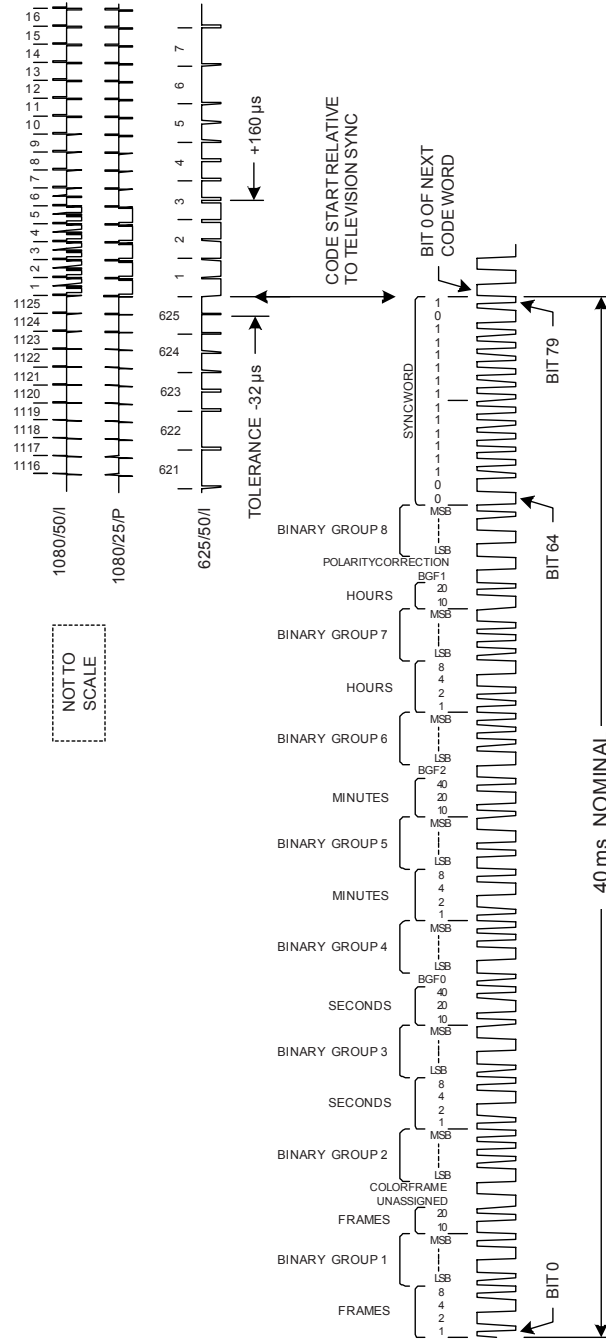 16
15
14
13
12
11
10
9
8
7
6
5
4
3
2
1
1125
1124
1123
1122
1121
1120
1119
1118
1117
1116
1080/50/I
1080/25/P
7
6
5
4
3
2
1
625
624
623
622
621
625/50/I
+160 µs
TOLERANCE -32 µs
CODE START RELATIVE
TO TELEVISION SYNC
BIT 0 OF NEXT
CODE WORD
NOT TO
SCALE
SYNCWORD
1
0
1
1
1
1
1
1
1
1
1
1
1
1
0
0
BIT 79
BIT 64
BINARY GROUP 8
MSB
LSB
POLARITYCORRECTION
BGF1
HOURS
20
10
BINARY GROUP 7
MSB
LSB
HOURS
8
4
2
1
BINARY GROUP 6
MSB
LSB
BGF2
MINUTES
40
20
10
BINARY GROUP 5
MSB
LSB
MINUTES
8
4
2
1
BINARY GROUP 4
MSB
LSB
BGF0
SECONDS
40
20
10
BINARY GROUP 3
MSB
LSB
SECONDS
8
4
2
1
BINARY GROUP 2
MSB
LSB
COLORFRAME
UNASSIGNED
FRAMES
20
10
BINARY GROUP 1
MSB
LSB
FRAMES
8
4
2
1
BIT 0
40 ms NOMINAL